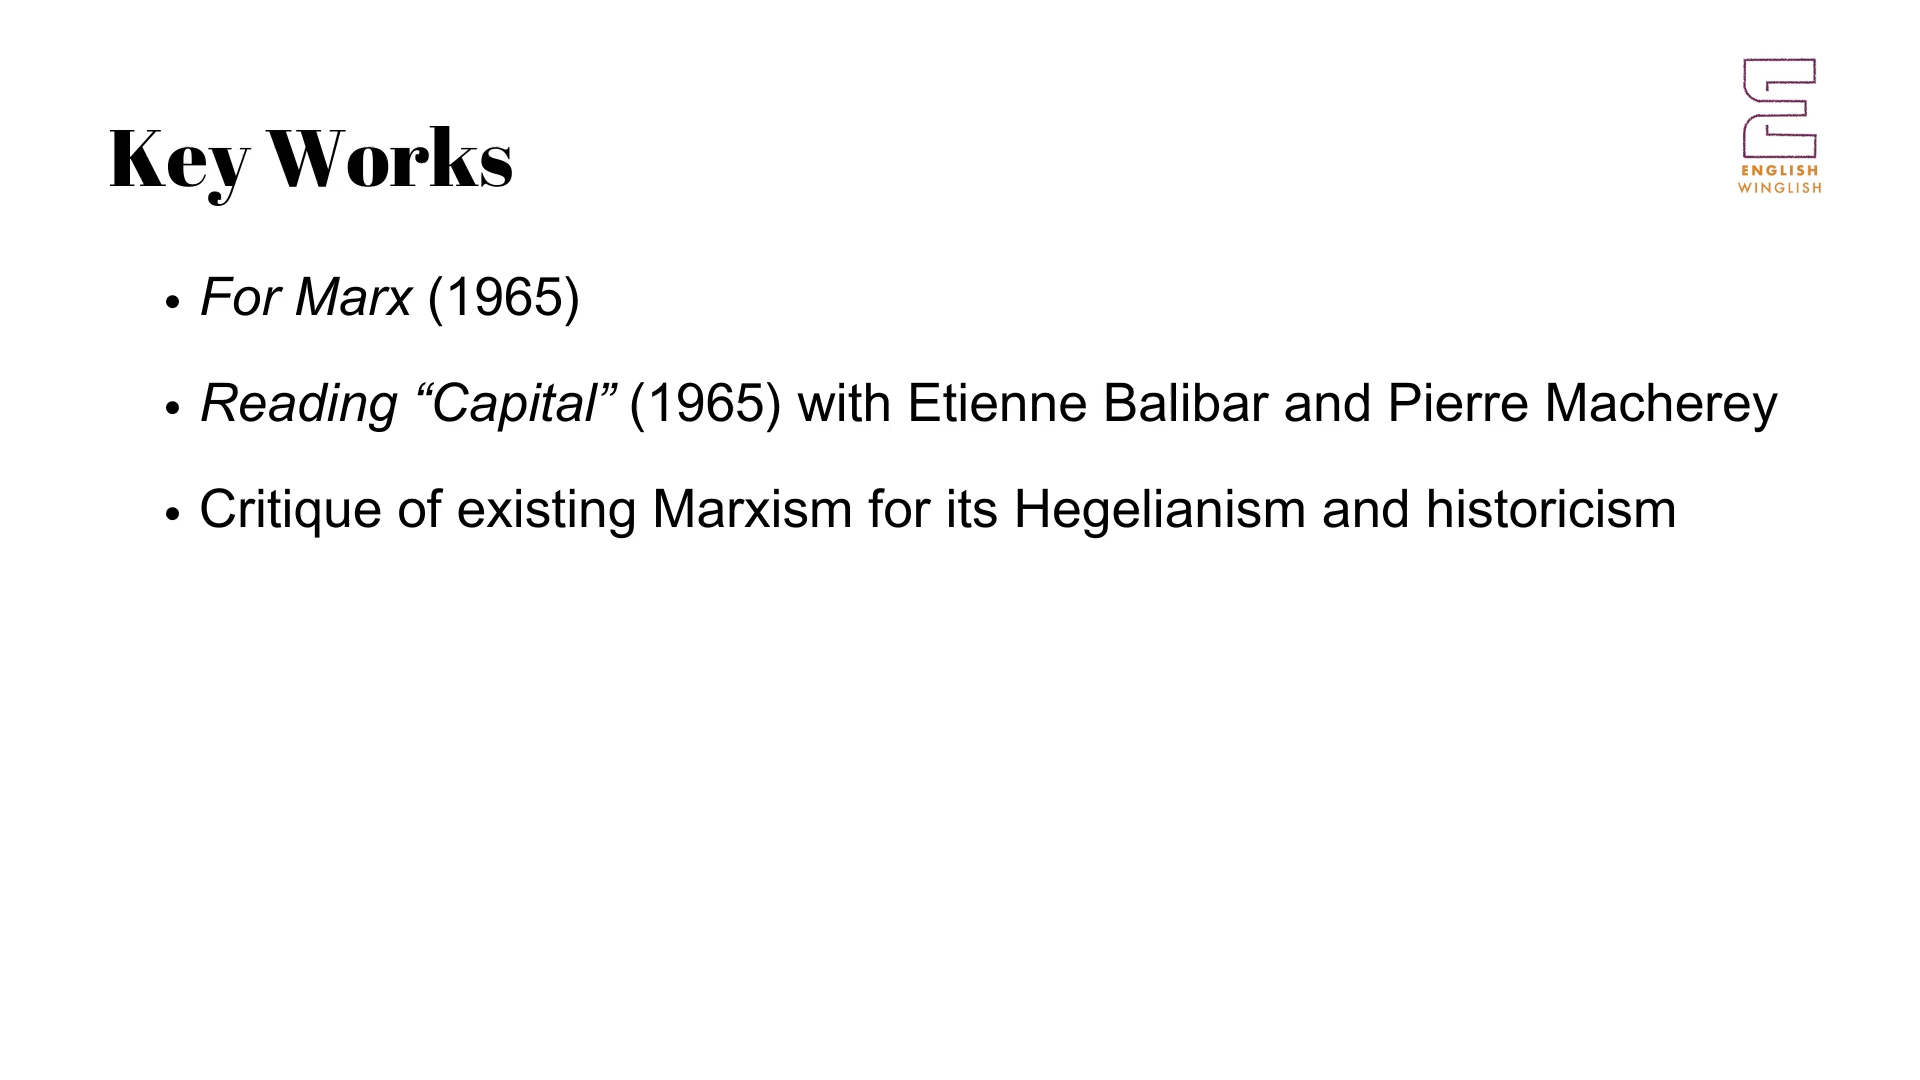 ENGLISH
WINGLISH
Key Works
• For Marx (1965)
• Reading “Capital” (1965) with Etienne Balibar and Pierre Macherey
• Critique of existing Marxism for its Hegelianism and historicism